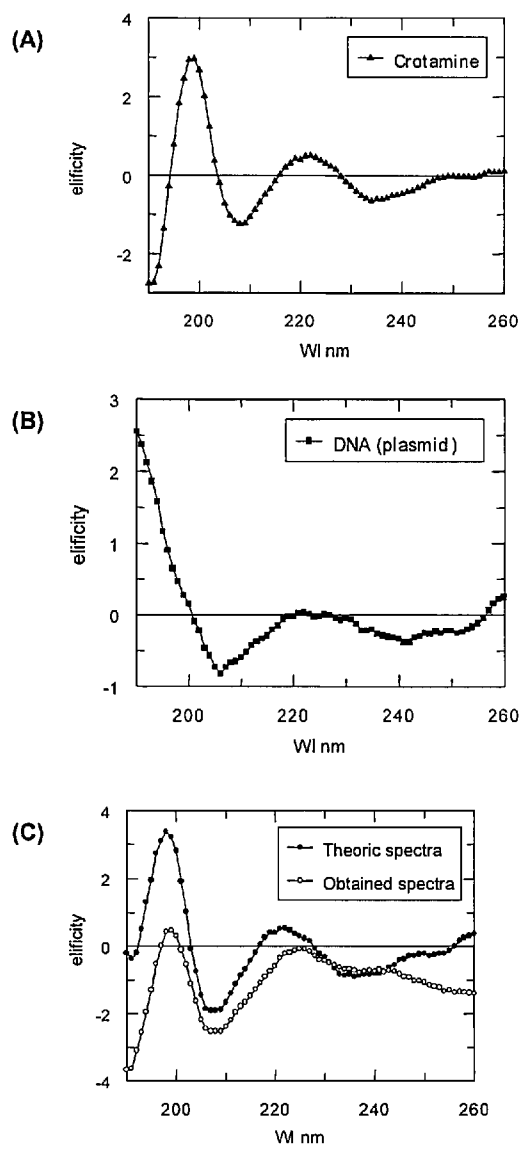 (A)
4
Crotamine
2
elificity
0
-2
200
220
240
260
Wl nm
(B)
3
DNA (plasmid)
2
elificity
1
0
-1
200
220
240
260
Wl nm
(C)
4
Theoric spectra
Obtained spectra
2
elificity
0
-2
-4
200
220
240
260
Wl nm